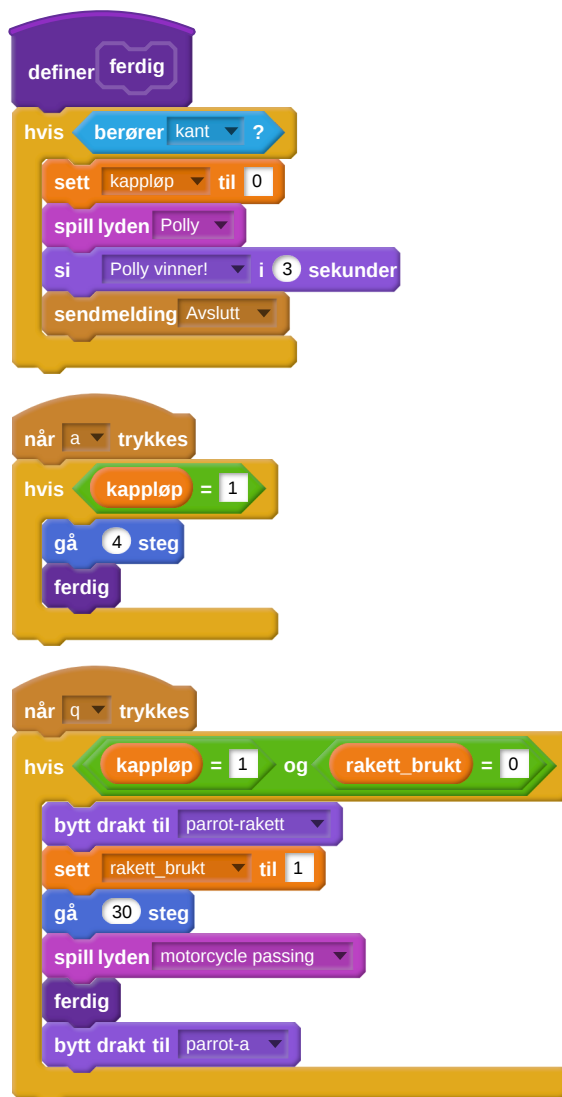 definer ferdig
hvis berører kant ?
sett kappløp til 0
spill lyden Polly
si Polly vinner! i 3 sekunder
sendmelding Avslutt
når a trykkes
hvis kappløp = 1
gå 4 steg
ferdig
når q trykkes
hvis kappløp = 1 og rakett_brukt = 0
bytt drakt til parrot-rakett
sett rakett_brukt til 1
gå 30 steg
spill lyden motorcycle passing
ferdig
bytt drakt til parrot-a